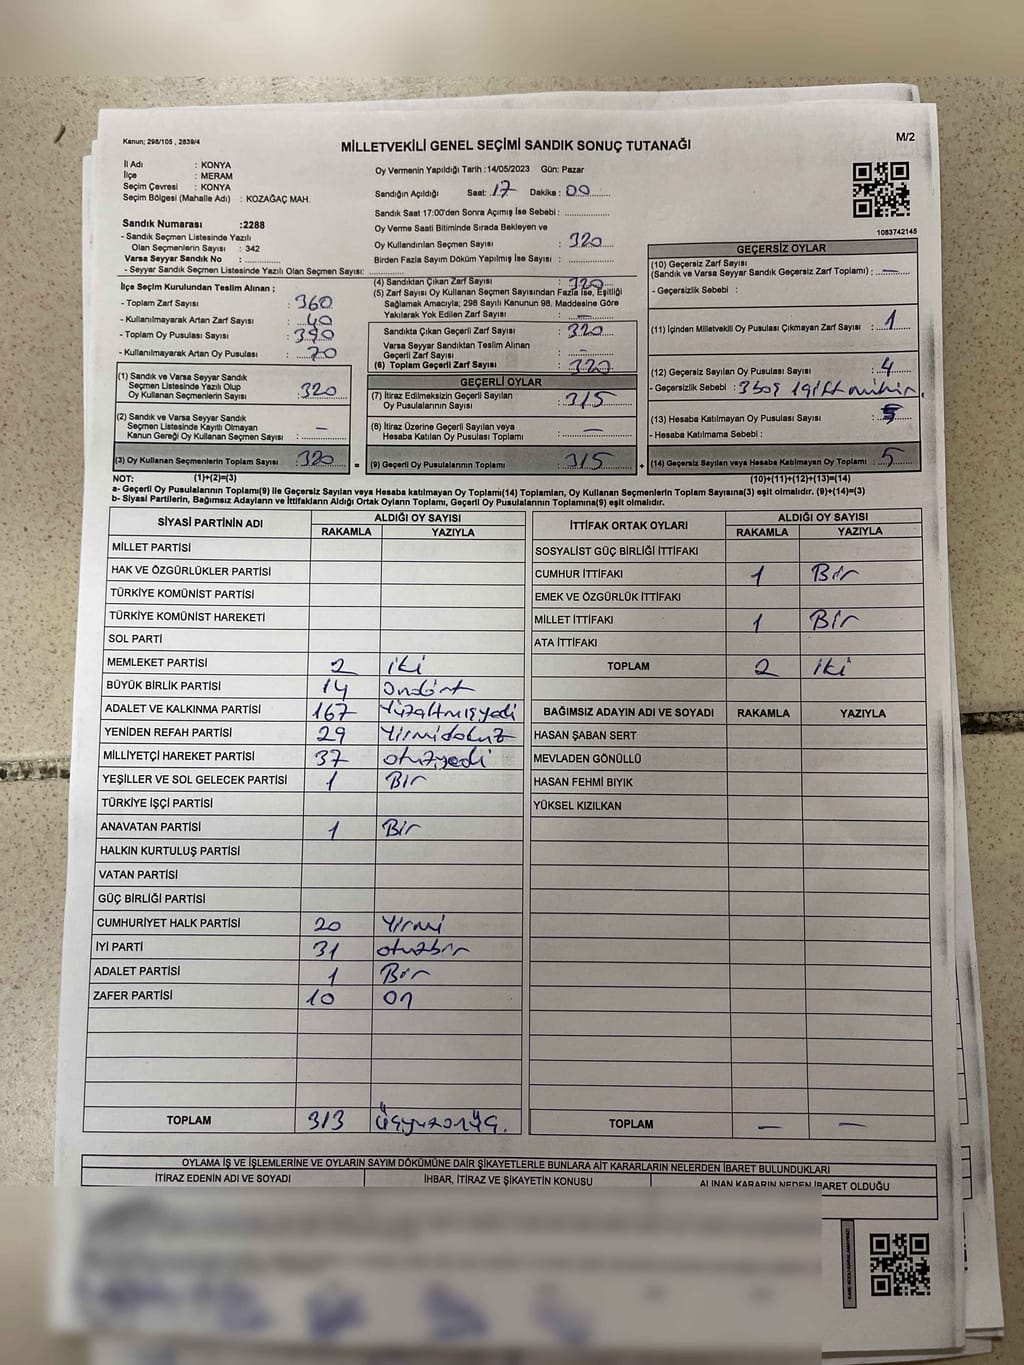 Kanun; 298/105 , 2839/4
MİLLETVEKİLİ GENEL SEÇİMİ SANDIK SONUÇ TUTANAĞI
M/2
İl Adı : KONYA
İlçe : MERAM
Seçim Çevresi : KONYA
Seçim Bölgesi (Mahalle Adı) : KOZAĞAÇ MAH.
Oy Vermenin Yapıldığı Tarih :14/05/2023 Gün: Pazar
Sandığın Açıldığı Saat: 17 Dakika : 00
Sandık Saat 17:00'den Sonra Açımış İse Sebebi :
Oy Verme Saati Bitiminde Sırada Bekleyen ve
Oy Kullandırılan Seçmen Sayısı : 320
Birden Fazla Sayım Döküm Yapılmış İse Sayısı :
1083742145
Sandık Numarası :2288
- Sandık Seçmen Listesinde Yazılı
Olan Seçmenlerin Sayısı : 342
Varsa Seyyar Sandık No :
- Seyyar Sandık Seçmen Listesinde Yazılı Olan Seçmen Sayısı:
İlçe Seçim Kurulundan Teslim Alınan ;
- Toplam Zarf Sayısı : 360
- Kullanılmayarak Artan Zarf Sayısı : 40
- Toplam Oy Pusulası Sayısı : 390
- Kullanılmayarak Artan Oy Pusulası : 70
(1) Sandık ve Varsa Seyyar Sandık
Seçmen Listesinde Yazılı Olup
Oy Kullanan Seçmenlerin Sayısı : 320
(2) Sandık ve Varsa Seyyar Sandık
Seçmen Listesinde Kayıtlı Olmayan
Kanun Gereği Oy Kullanan Seçmen Sayısı : —
(3) Oy Kullanan Seçmenlerin Toplam Sayısı : 320
(4) Sandıktan Çıkan Zarf Sayısı : 320
(5) Zarf Sayısı Oy Kullanan Seçmen Sayısından Fazla İse, Eşitliği
Sağlamak Amacıyla; 298 Sayılı Kanunun 98. Maddesine Göre
Yakılarak Yok Edilen Zarf Sayısı : —
Sandıkta Çıkan Geçerli Zarf Sayısı : 320
Varsa Seyyar Sandıktan Teslim Alınan
Geçerli Zarf Sayısı : —
(6) Toplam Geçerli Zarf Sayısı : 320
GEÇERLİ OYLAR
(7) İtiraz Edilmeksizin Geçerli Sayılan
Oy Pusulalarının Sayısı : 315
(8) İtiraz Üzerine Geçerli Sayılan veya
Hesaba Katılan Oy Pusulası Toplamı : —
= (9) Geçerli Oy Pusulalarının Toplamı : 315 +
GEÇERSİZ OYLAR
(10) Geçersiz Zarf Sayısı
(Sandık ve Varsa Seyyar Sandık Geçersiz Zarf Toplamı) : —
- Geçersizlik Sebebi :
(11) İçinden Milletvekili Oy Pusulası Çıkmayan Zarf Sayısı : 1
(12) Geçersiz Sayılan Oy Pusulası Sayısı : 4
- Geçersizlik Sebebi : 3 boş 1 çift mühür
(13) Hesaba Katılmayan Oy Pusulası Sayısı :
- Hesaba Katılmama Sebebi :
(14) Geçersiz Sayılan veya Hesaba Katılmayan Oy Toplamı : 5
NOT: (1)+(2)=(3) (10)+(11)+(12)+(13)=(14)
a- Geçerli Oy Pusulalarının Toplamı(9) ile Geçersiz Sayılan veya Hesaba katılmayan Oy Toplamı(14) Toplamları, Oy Kullanan Seçmenlerin Toplam Sayısına(3) eşit olmalıdır. (9)+(14)=(3)
b- Siyasi Partilerin, Bağımsız Adayların ve İttifakların Aldığı Ortak Oyların Toplamı, Geçerli Oy Pusulalarının Toplamına(9) eşit olmalıdır.
SİYASİ PARTİNİN ADI ALDIĞI OY SAYISI
RAKAMLA YAZIYLA
MİLLET PARTİSİ
HAK VE ÖZGÜRLÜKLER PARTİSİ
TÜRKİYE KOMÜNİST PARTİSİ
TÜRKİYE KOMÜNİST HAREKETİ
SOL PARTİ
MEMLEKET PARTİSİ 2 iki
BÜYÜK BİRLİK PARTİSİ 14 Ondört
ADALET VE KALKINMA PARTİSİ 167 Yüzaltmışyedi
YENİDEN REFAH PARTİSİ 29 Yirmidokuz
MİLLİYETÇİ HAREKET PARTİSİ 37 otuzyedi
YEŞİLLER VE SOL GELECEK PARTİSİ 1 Bir
TÜRKİYE İŞÇİ PARTİSİ
ANAVATAN PARTİSİ 1 Bir
HALKIN KURTULUŞ PARTİSİ
VATAN PARTİSİ
GÜÇ BİRLİĞİ PARTİSİ
CUMHURİYET HALK PARTİSİ 20 Yirmi
İYİ PARTİ 31 otuzbir
ADALET PARTİSİ 1 Bir
ZAFER PARTİSİ 10 On
TOPLAM 313 Üçyüzonüç.
İTTİFAK ORTAK OYLARI ALDIĞI OY SAYISI
RAKAMLA YAZIYLA
SOSYALİST GÜÇ BİRLİĞİ İTTİFAKI
CUMHUR İTTİFAKI 1 Bir
EMEK VE ÖZGÜRLÜK İTTİFAKI
MİLLET İTTİFAKI 1 Bir
ATA İTTİFAKI
TOPLAM 2 iki
BAĞIMSIZ ADAYIN ADI VE SOYADI RAKAMLA YAZIYLA
HASAN ŞABAN SERT
MEVLADEN GÖNÜLLÜ
HASAN FEHMİ BIYIK
YÜKSEL KIZILKAN
TOPLAM — —
OYLAMA İŞ VE İŞLEMLERİNE VE OYLARIN SAYIM DÖKÜMÜNE DAİR ŞİKAYETLERLE BUNLARA AİT KARARLARIN NELERDEN İBARET BULUNDUKLARI
İTİRAZ EDENİN ADI VE SOYADI İHBAR, İTİRAZ VE ŞİKAYETİN KONUSU ALINAN KARARIN NEDEN İBARET OLDUĞU